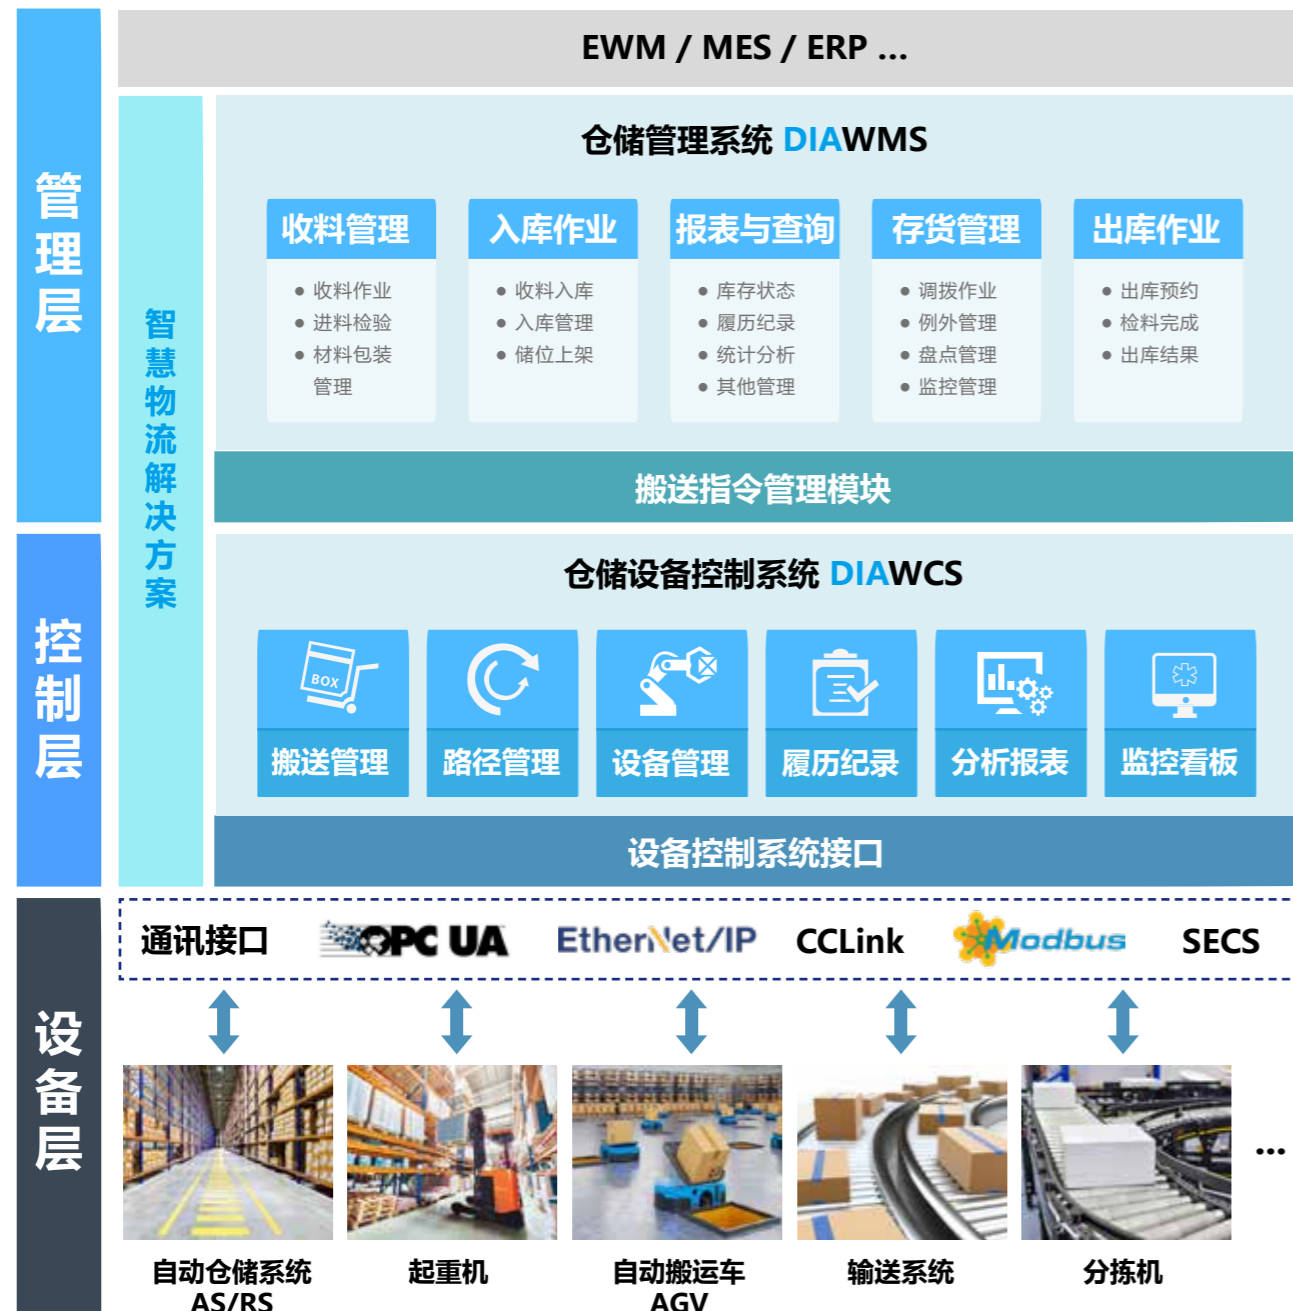 管理层
EWM / MES / ERP ...
智慧物流解决方案
仓储管理系统 DIAWMS
收料管理
● 收料作业
● 进料检验
● 材料包装
管理
入库作业
● 收料入库
● 入库管理
● 储位上架
报表与查询
● 库存状态
● 履历纪录
● 统计分析
● 其他管理
存货管理
● 调拨作业
● 例外管理
● 盘点管理
● 监控管理
出库作业
● 出库预约
● 检料完成
● 出库结果
搬送指令管理模块
控制层
仓储设备控制系统 DIAWCS
BOX
搬送管理
路径管理
设备管理
履历纪录
分析报表
监控看板
设备控制系统接口
设备层
通讯接口
OPC UA
EtherNet/IP
CCLink
Modbus
SECS
自动仓储系统
AS/RS
起重机
自动搬运车
AGV
输送系统
分拣机
...